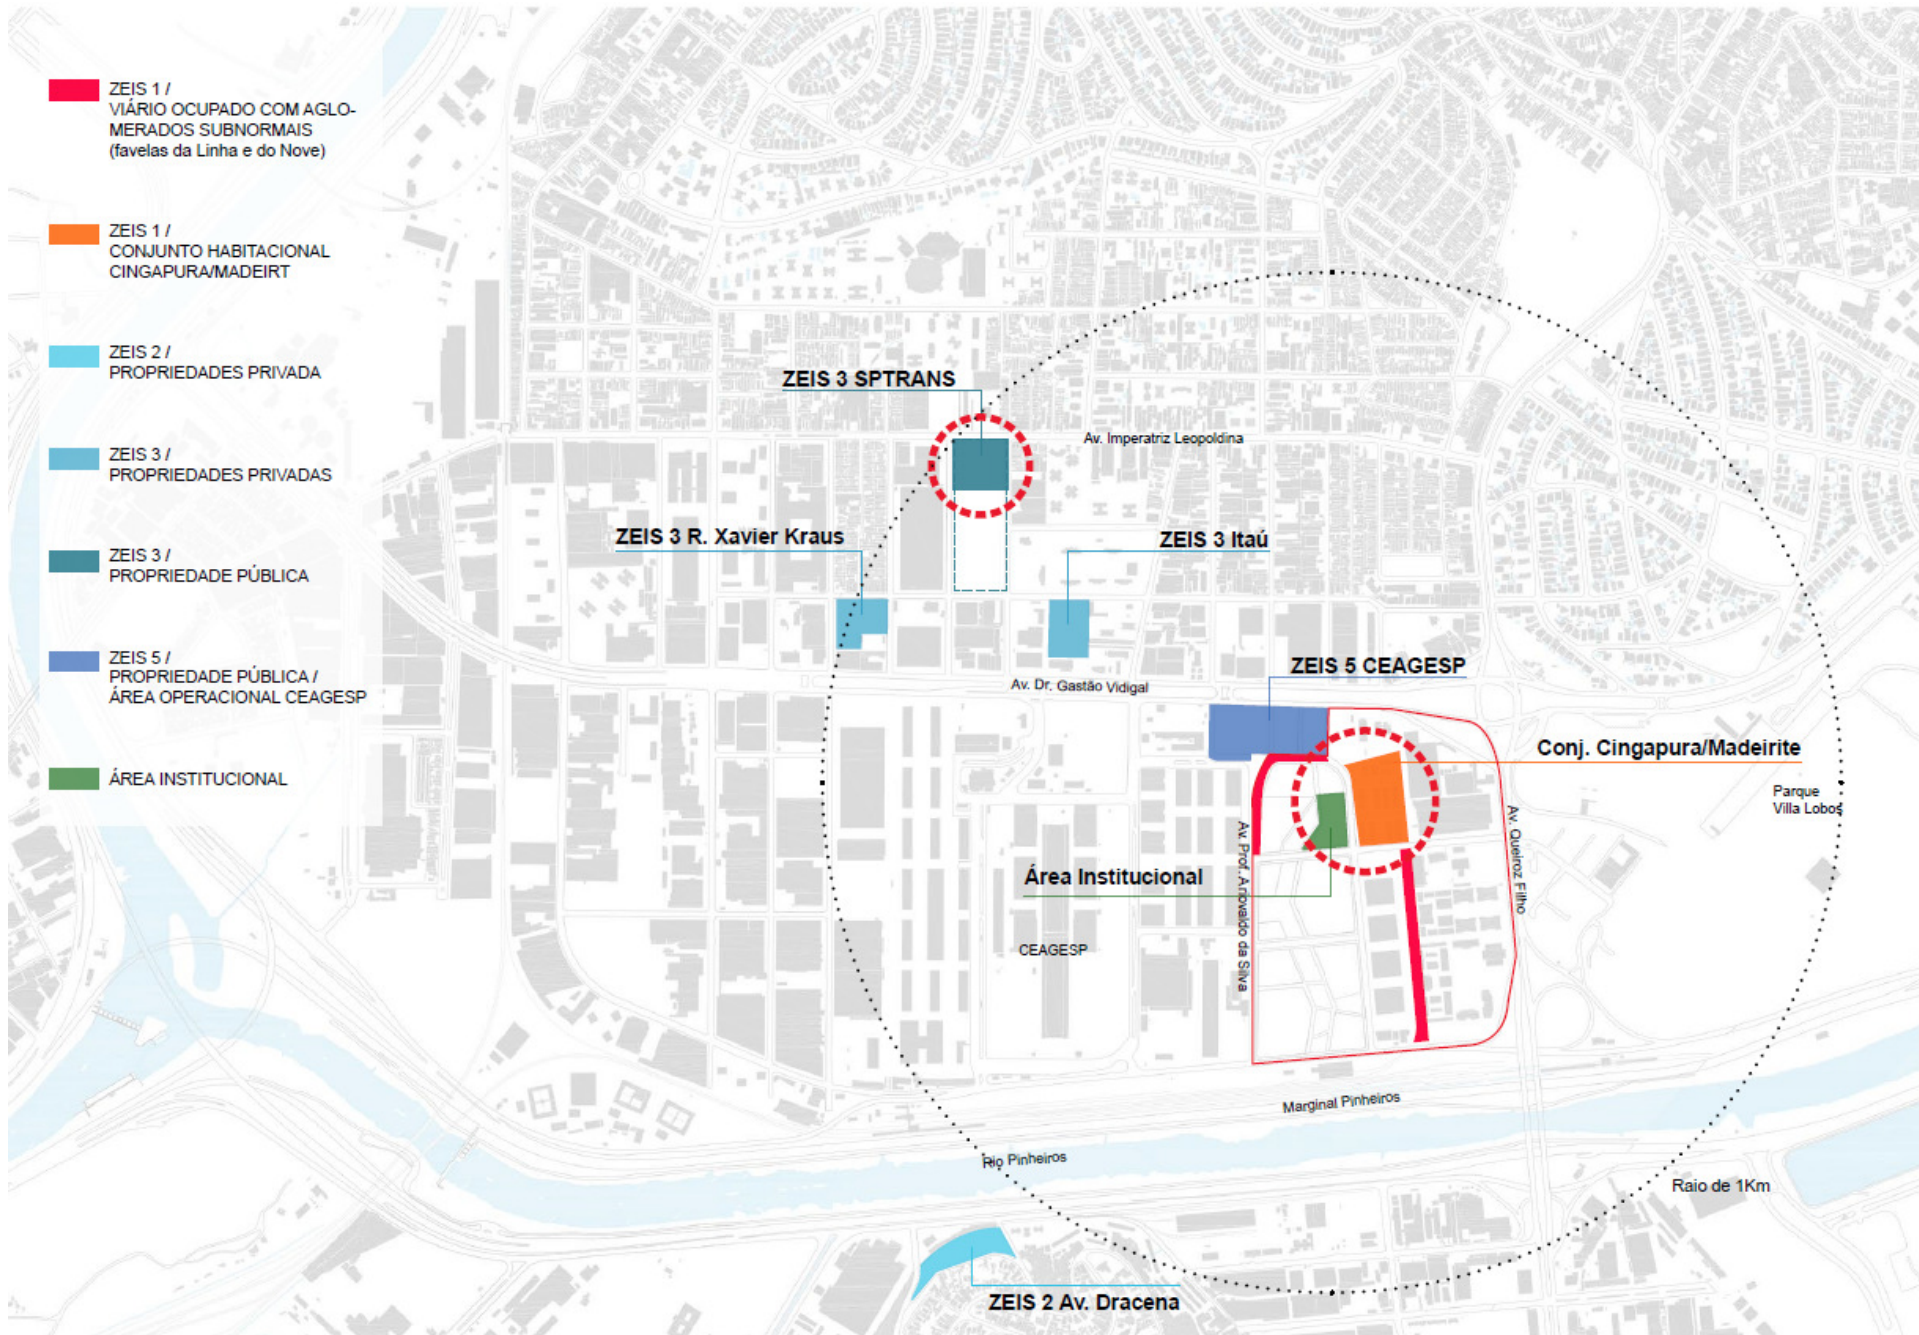 ZEIS 1 /
VIÁRIO OCUPADO COM AGLO-
MERADOS SUBNORMAIS
(favelas da Linha e do Nove)
ZEIS 1 /
CONJUNTO HABITACIONAL
CINGAPURA/MADEIRT
ZEIS 2 /
PROPRIEDADES PRIVADA
ZEIS 3 /
PROPRIEDADES PRIVADAS
ZEIS 3 /
PROPRIEDADE PÚBLICA
ZEIS 5 /
PROPRIEDADE PÚBLICA /
ÁREA OPERACIONAL CEAGESP
ÁREA INSTITUCIONAL
ZEIS 3 SPTRANS
Av. Imperatriz Leopoldina
ZEIS 3 R. Xavier Kraus
ZEIS 3 Itaú
ZEIS 5 CEAGESP
Av. Dr. Gastão Vidigal
Conj. Cingapura/Madeirite
Parque
Villa Lobos
Av. Queiroz Filho
Av. Prof. Ariovaldo da Silva
Área Institucional
CEAGESP
Marginal Pinheiros
Rio Pinheiros
Raio de 1Km
ZEIS 2 Av. Dracena